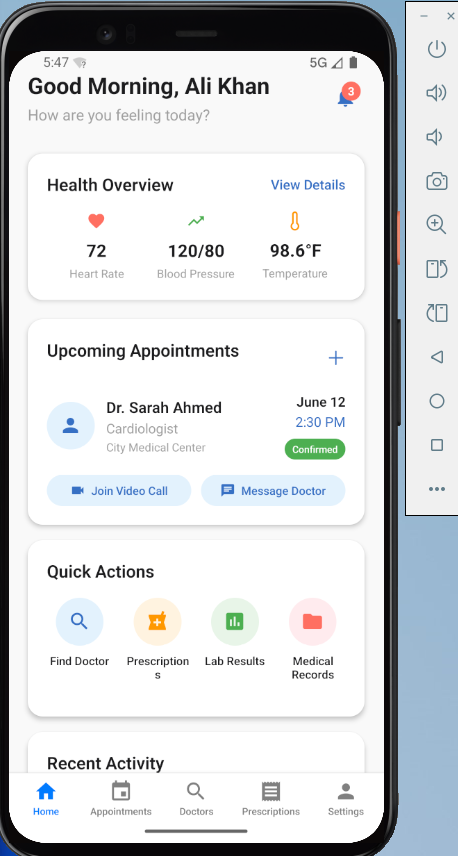 5:47 5G
Good Morning, Ali Khan
3
How are you feeling today?
Health Overview View Details
72 120/80 98.6°F
Heart Rate Blood Pressure Temperature
Upcoming Appointments
Dr. Sarah Ahmed June 12
Cardiologist 2:30 PM
City Medical Center Confirmed
Join Video Call Message Doctor
Quick Actions
Find Doctor Prescription Lab Results Medical
s Records
Recent Activity
Home Appointments Doctors Prescriptions Settings